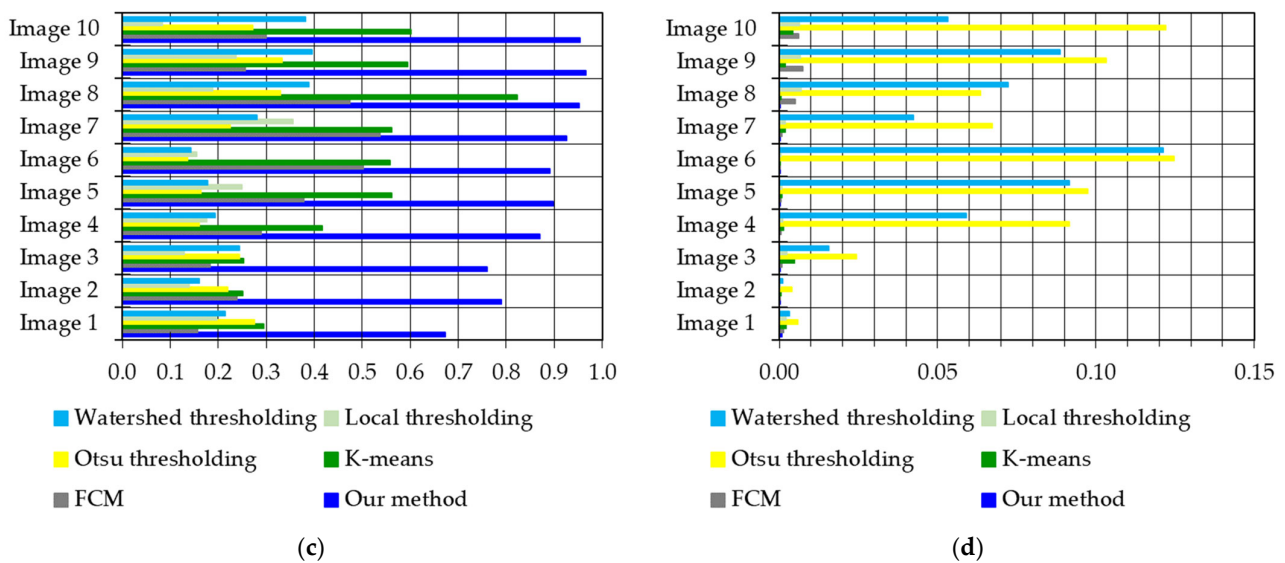 Image 10
Image 9
Image 8
Image 7
Image 6
Image 5
Image 4
Image 3
Image 2
Image 1
0.0 0.1 0.2 0.3 0.4 0.5 0.6 0.7 0.8 0.9 1.0
Watershed thresholding Local thresholding
Otsu thresholding K-means
FCM Our method
(c)
Image 10
Image 9
Image 8
Image 7
Image 6
Image 5
Image 4
Image 3
Image 2
Image 1
0.00 0.05 0.10 0.15
Watershed thresholding Local thresholding
Otsu thresholding K-means
FCM Our method
(d)